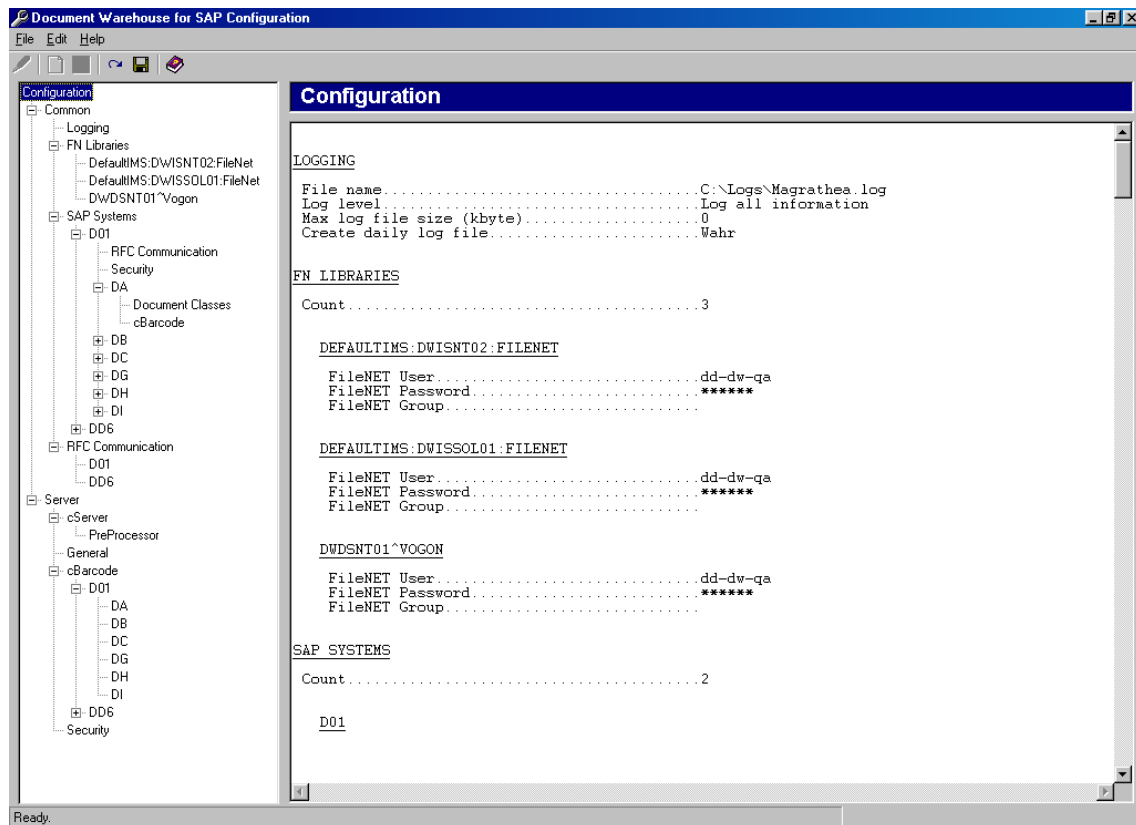 Document Warehouse for SAP Configuration
File Edit Help
Configuration
Common
Logging
FN Libraries
DefaultIMS:DWISNT02:FileNet
DefaultIMS:DWISSOL01:FileNet
DWDSNT01^Vogon
SAP Systems
D01
RFC Communication
Security
DA
Document Classes
cBarcode
DB
DC
DG
DH
DI
DD6
RFC Communication
D01
DD6
Server
cServer
PreProcessor
General
cBarcode
D01
DA
DB
DC
DG
DH
DI
DD6
Security
Configuration
LOGGING
File name...................................C:\Logs\Magrathea.log
Log level...................................Log all information
Max log file size (kbyte)...................0
Create daily log file.......................Wahr
FN LIBRARIES
Count.......................................3
DEFAULTIMS:DWISNT02:FILENET
FileNET User.............................dd-dw-qa
FileNET Password.........................******
FileNET Group............................
DEFAULTIMS:DWISSOL01:FILENET
FileNET User.............................dd-dw-qa
FileNET Password.........................******
FileNET Group............................
DWDSNT01^VOGON
FileNET User.............................dd-dw-qa
FileNET Password.........................******
FileNET Group............................
SAP SYSTEMS
Count.......................................2
D01
Ready.